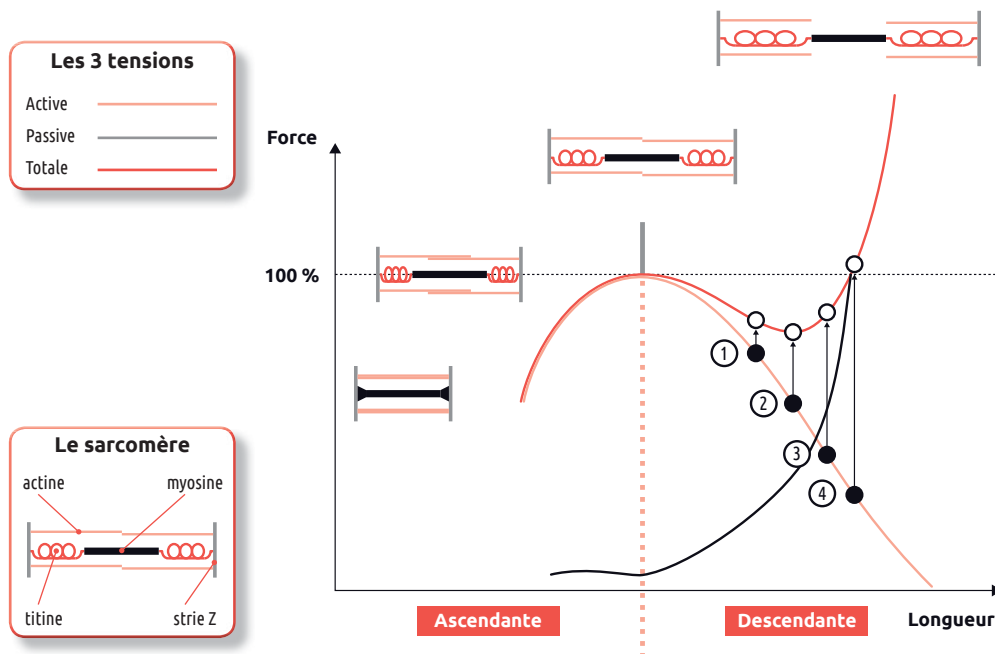 Les 3 tensions
Active
Passive
Totale
Force
100 %
1
2
3
4
Le sarcomère
actine
myosine
titine
strie Z
Ascendante
Descendante
Longueur